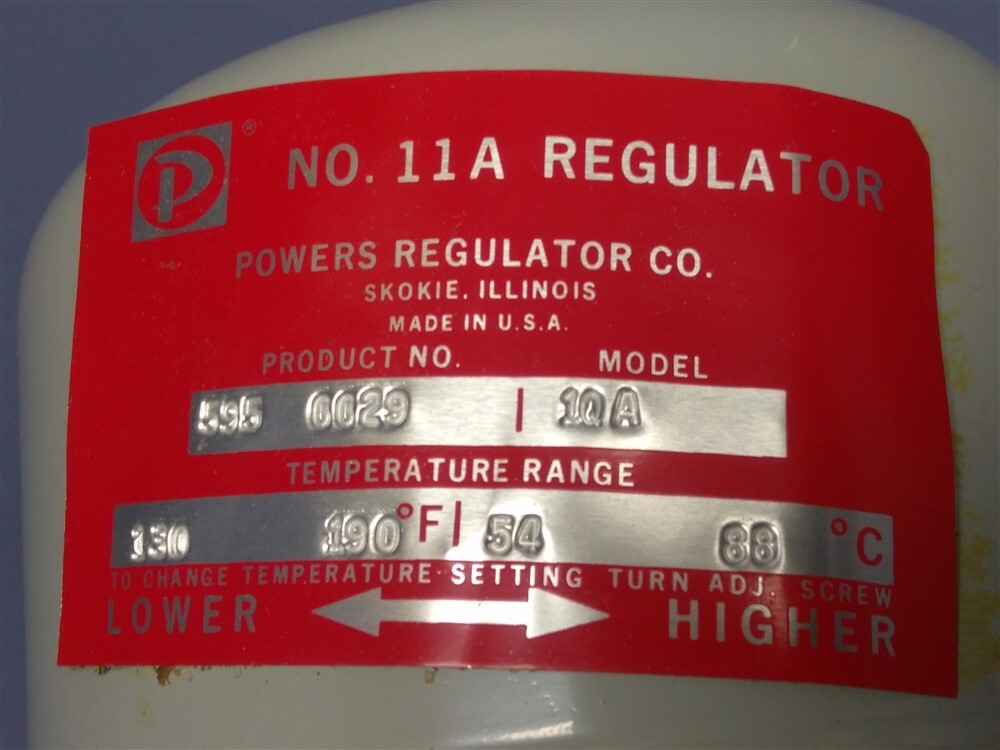 P ®
NO. 11A REGULATOR
POWERS REGULATOR CO.
SKOKIE, ILLINOIS
MADE IN U.S.A.
PRODUCT NO. MODEL
595 0029 | 10A
TEMPERATURE RANGE
130 190 °F | 54 88 °C
TO CHANGE TEMPERATURE SETTING TURN ADJ. SCREW
LOWER HIGHER